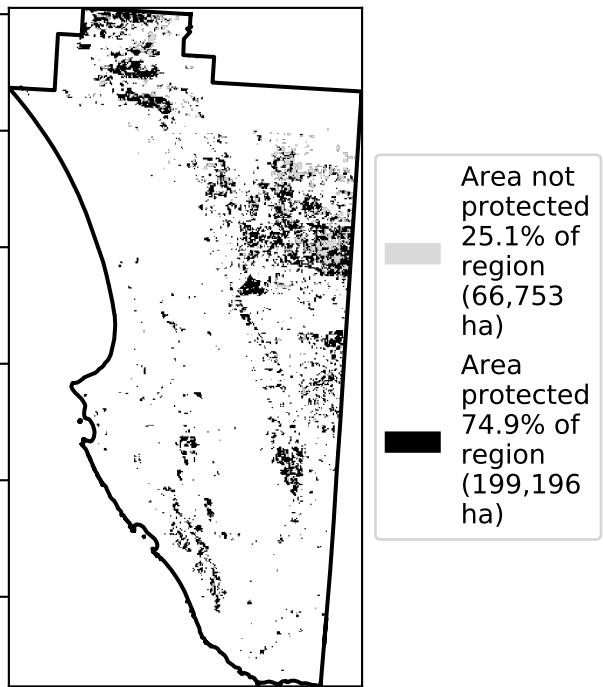 Area not
protected
25.1% of
region
(66,753
ha)
Area
protected
74.9% of
region
(199,196
ha)